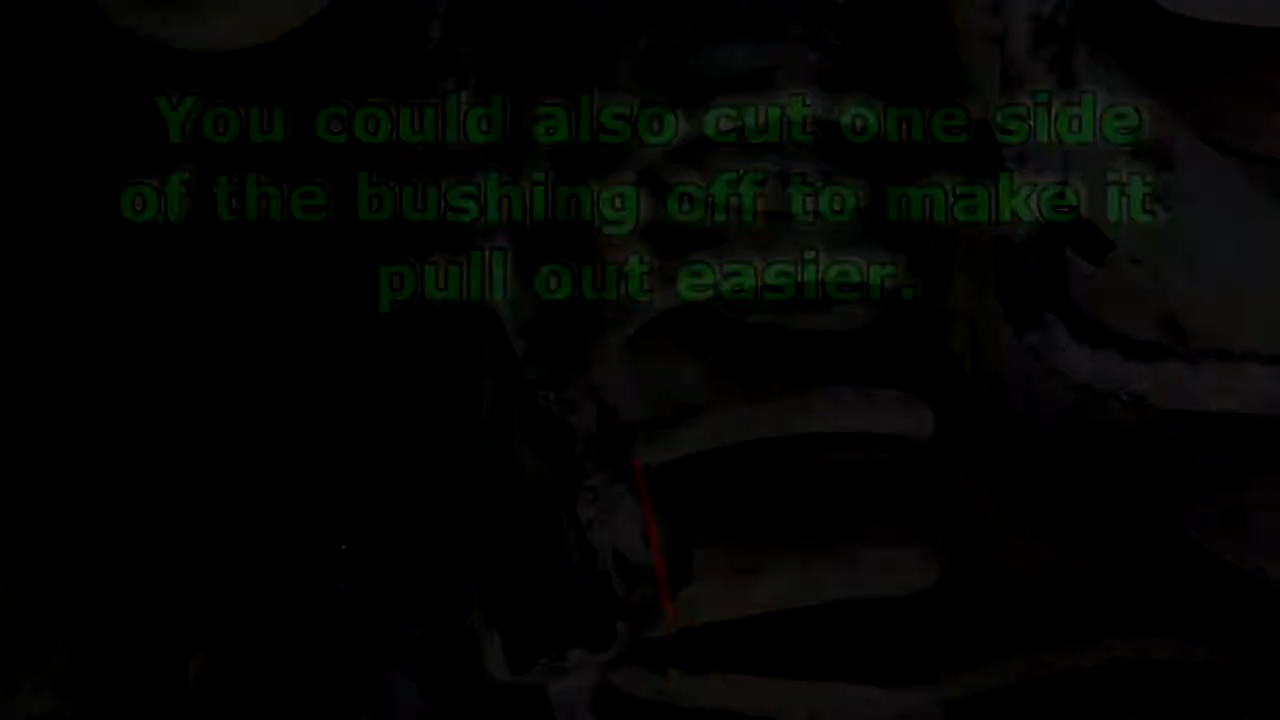 You could also cut one side
of the bushing off to make it
pull out easier.